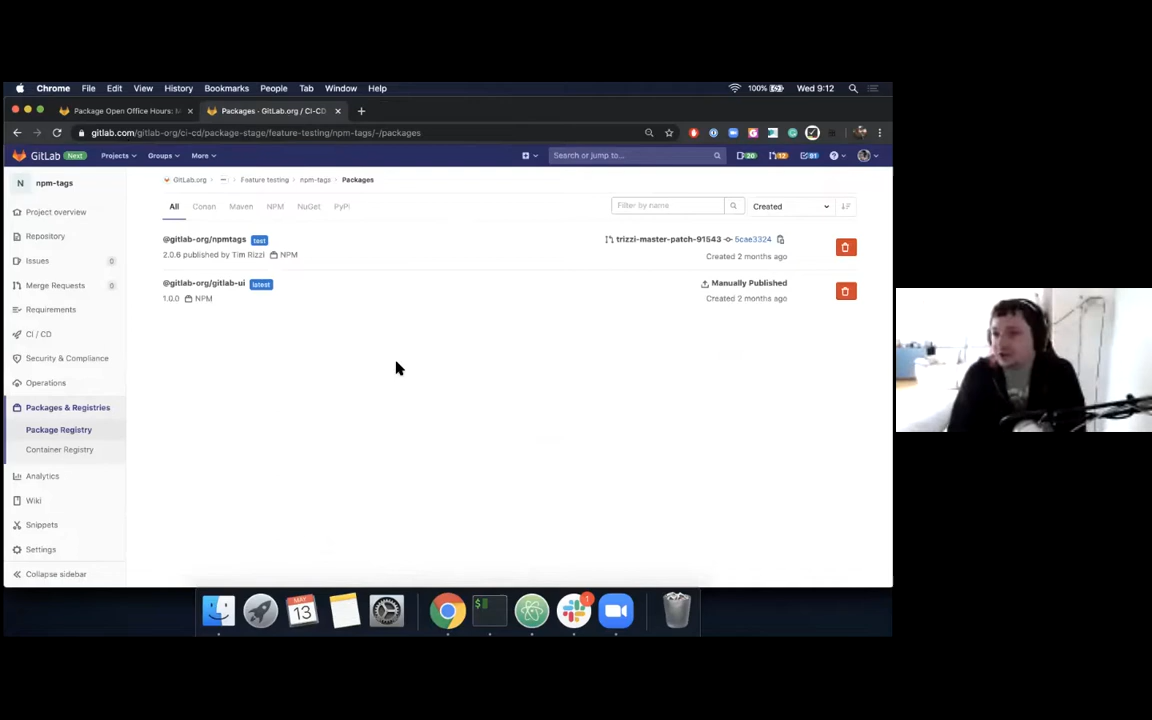 Chrome File Edit View History Bookmarks People Tab Window Help 100% Wed 9:12
Package Open Office Hours: M Packages · GitLab.org / CI-CD
gitlab.com/gitlab-org/ci-cd/package-stage/feature-testing/npm-tags/-/packages
GitLab Next Projects Groups More Search or jump to... 20 12 81
N npm-tags
GitLab.org Feature testing npm-tags Packages
All Conan Maven NPM NuGet PyPi
Filter by name Created
Project overview
Repository
Issues 0
Merge Requests 0
Requirements
CI / CD
Security & Compliance
Operations
Packages & Registries
Package Registry
Container Registry
Analytics
Wiki
Snippets
Settings
Collapse sidebar
@gitlab-org/npmtags test trizzi-master-patch-91543 5cae3324
2.0.6 published by Tim Rizzi NPM Created 2 months ago
@gitlab-org/gitlab-ui latest Manually Published
1.0.0 NPM Created 2 months ago
MAY
13
$
1